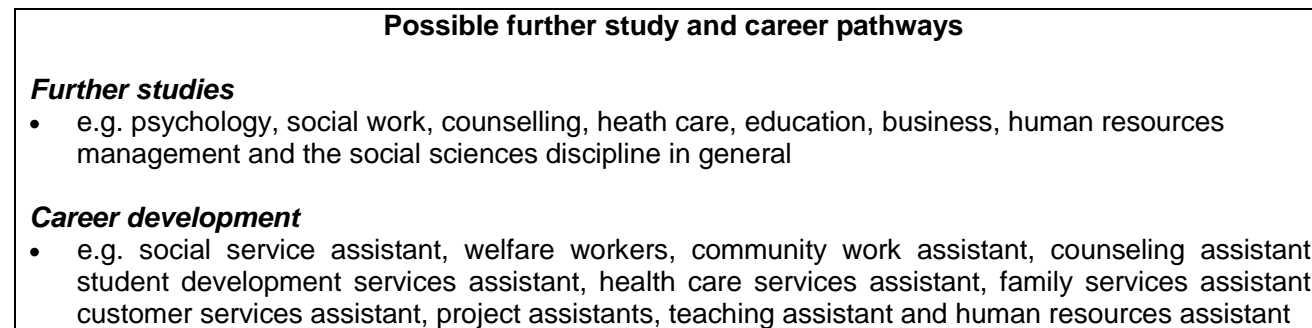 Possible further study and career pathways
Further studies
• e.g. psychology, social work, counselling, heath care, education, business, human resources
management and the social sciences discipline in general
Career development
• e.g. social service assistant, welfare workers, community work assistant, counseling assistant
student development services assistant, health care services assistant, family services assistant
customer services assistant, project assistants, teaching assistant and human resources assistant